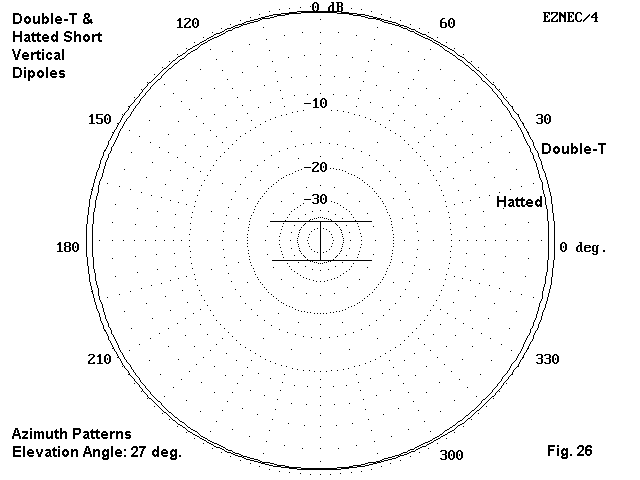 Double-T &
Hatted Short
Vertical
Dipoles
0 dB
EZNEC/4
120
60
-10
150
30
Double-T
-20
-30
Hatted
180
0 deg.
210
330
Azimuth Patterns
Elevation Angle: 27 deg.
300
Fig. 26